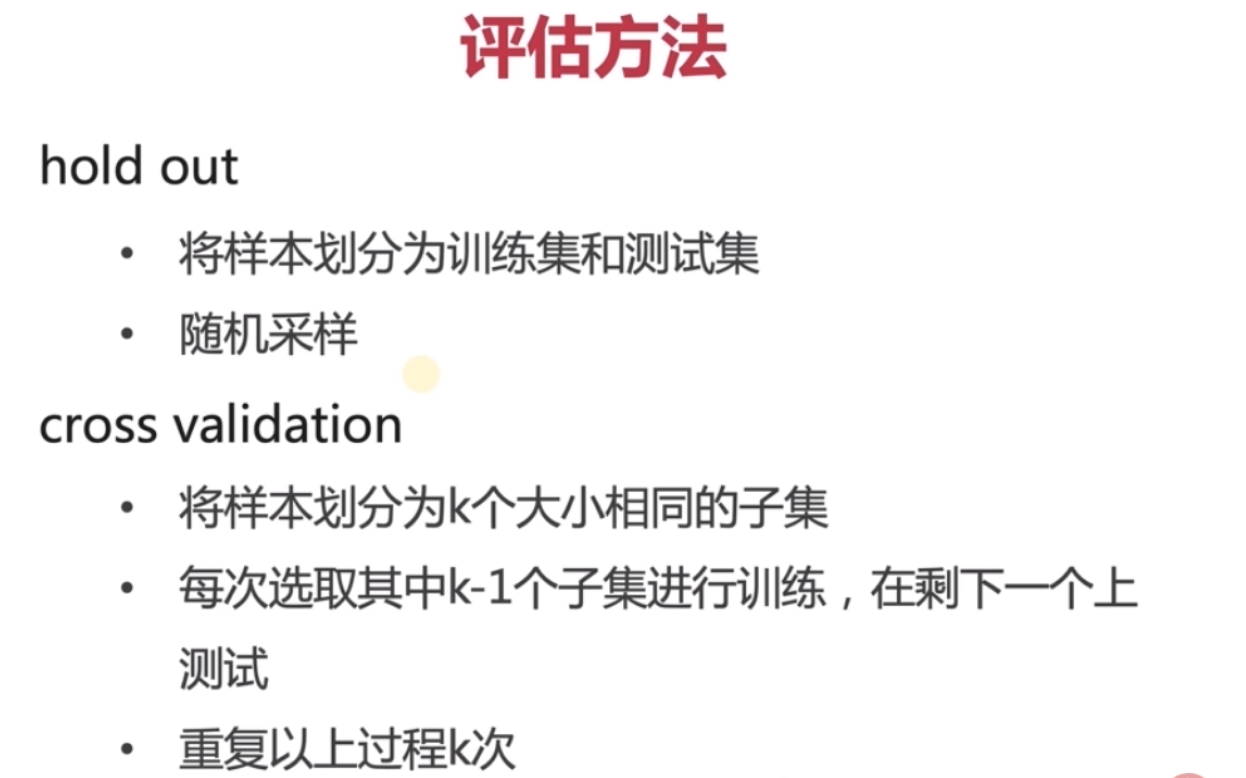 评估方法
hold out
• 将样本划分为训练集和测试集
• 随机采样
cross validation
• 将样本划分为k个大小相同的子集
• 每次选取其中k-1个子集进行训练，在剩下一个上
测试
• 重复以上过程k次